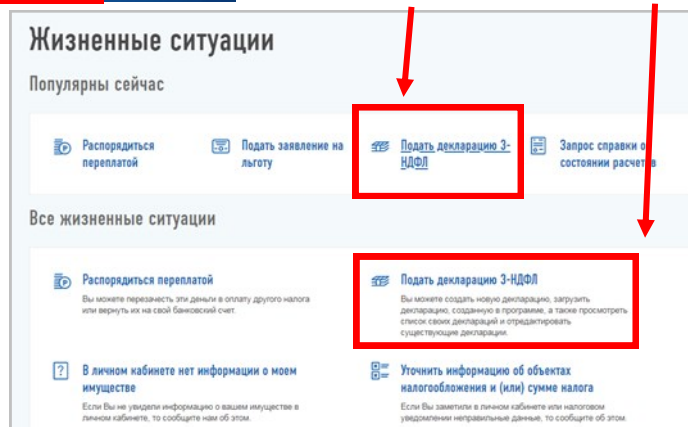 Жизненные ситуации
Популярны сейчас
Распорядиться
переплатой
Подать заявление на
льготу
Подать декларацию 3-
НДФЛ
Запрос справки о
состоянии расчетов
Все жизненные ситуации
Распорядиться переплатой
Вы можете перезачесть эти деньги в оплату другого налога
или вернуть их на свой банковский счет.
Подать декларацию 3-НДФЛ
Вы можете создать новую декларацию, загрузить
декларацию, созданную в программе, а также просмотреть
список своих деклараций и отредактировать
существующие декларации.
В личном кабинете нет информации о моем
имуществе
Если Вы не увидели информацию о вашем имуществе в
личном кабинете, то сообщите нам об этом.
Уточнить информацию об объектах
налогообложения и (или) сумме налога
Если Вы заметили в личном кабинете или налоговом
уведомлении неправильные данные, то сообщите об этом